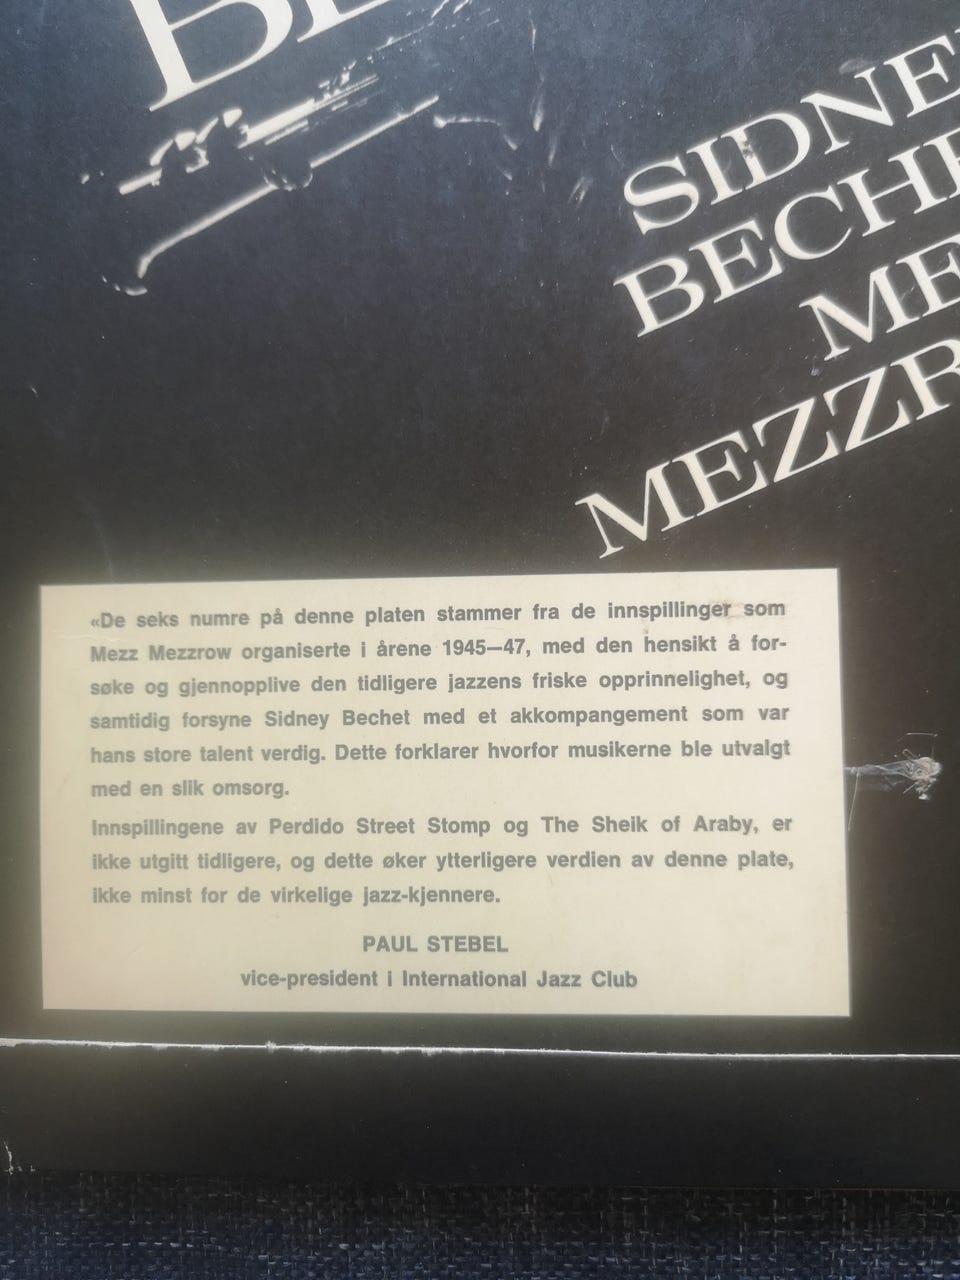 SIDNE
BECHE
ME
MEZZR
«De seks numre på denne platen stammer fra de innspillinger som
Mezz Mezzrow organiserte i årene 1945—47, med den hensikt å for-
søke og gjennopplive den tidligere jazzens friske opprinnelighet, og
samtidig forsyne Sidney Bechet med et akkompangement som var
hans store talent verdig. Dette forklarer hvorfor musikerne ble utvalgt
med en slik omsorg.
Innspillingene av Perdido Street Stomp og The Sheik of Araby, er
ikke utgitt tidligere, og dette øker ytterligere verdien av denne plate,
ikke minst for de virkelige jazz-kjennere.
PAUL STEBEL
vice-president i International Jazz Club